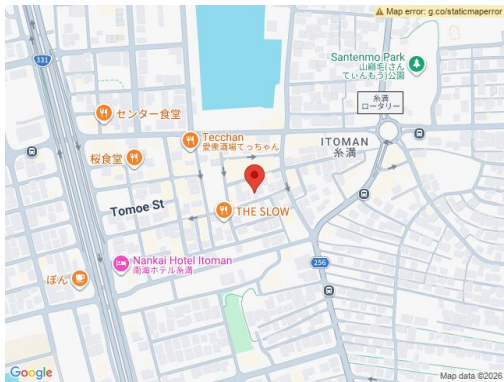 Map error: g.co/staticmaperror
331
Santenmo Park
山巓毛(さん
てぃんもう)公園
センター食堂
糸満
ロータリー
Tecchan
愛衆酒場てっちゃん
ITOMAN
糸満
桜食堂
Tomoe St
THE SLOW
Nankai Hotel Itoman
南海ホテル糸満
256
ぽん
Google
Map data ©2026